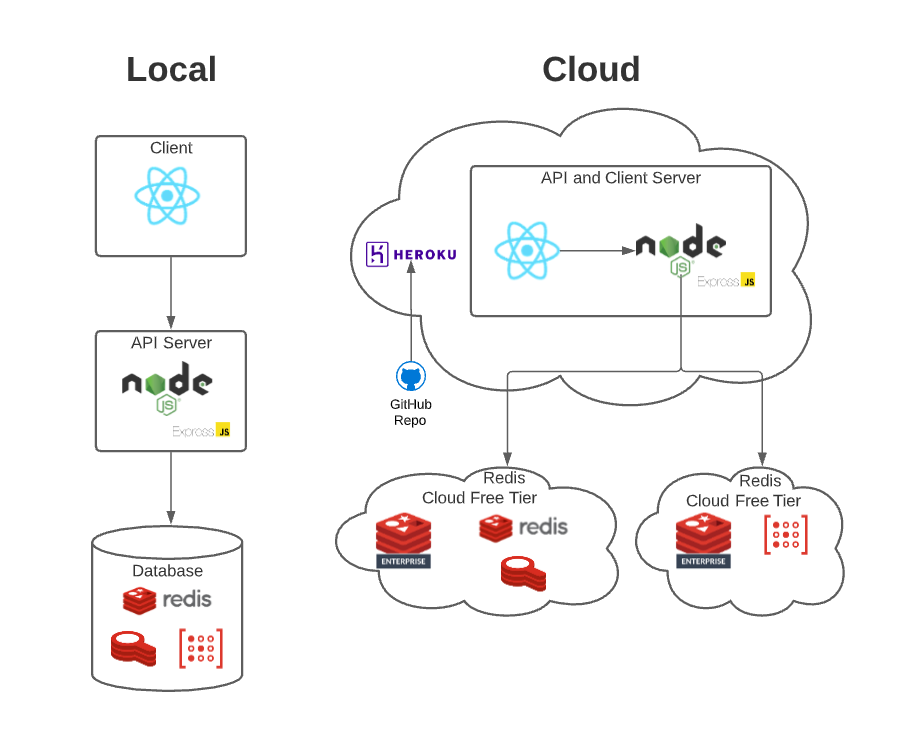 Local
Cloud
Client
API Server
node
JS
Express JS
Database
redis
API and Client Server
HEROKU
node
JS
Express JS
GitHub
Repo
Redis
Cloud Free Tier
ENTERPRISE
redis
Redis
Cloud Free Tier
ENTERPRISE